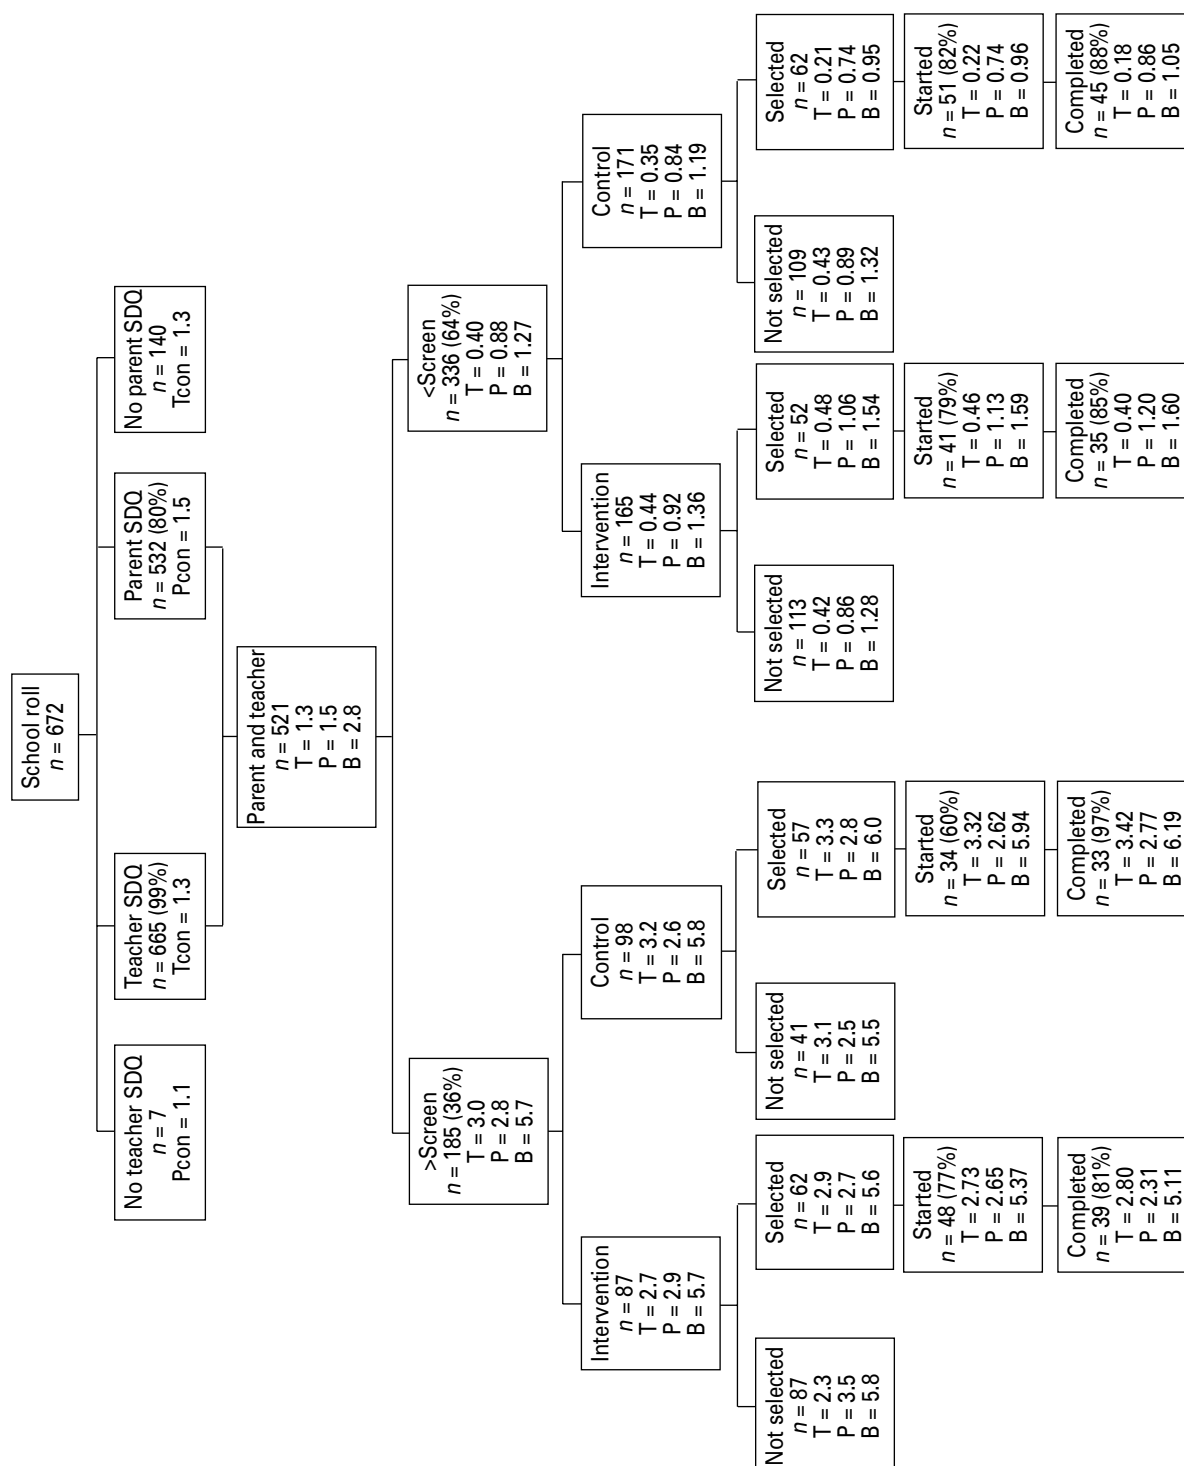 School roll
n = 672
No teacher SDQ
n = 7
Pcon = 1.1
Teacher SDQ
n = 665 (99%)
Tcon = 1.3
Parent SDQ
n = 532 (80%)
Pcon = 1.5
No parent SDQ
n = 140
Tcon = 1.3
Parent and teacher
n = 521
T = 1.3
P = 1.5
B = 2.8
>Screen
n = 185 (36%)
T = 3.0
P = 2.8
B = 5.7
<Screen
n = 336 (64%)
T = 0.40
P = 0.88
B = 1.27
Intervention
n = 87
T = 2.7
P = 2.9
B = 5.7
Control
n = 98
T = 3.2
P = 2.6
B = 5.8
Intervention
n = 165
T = 0.44
P = 0.92
B = 1.36
Control
n = 171
T = 0.35
P = 0.84
B = 1.19
Not selected
n = 87
T = 2.3
P = 3.5
B = 5.8
Selected
n = 62
T = 2.9
P = 2.7
B = 5.6
Not selected
n = 41
T = 3.1
P = 2.5
B = 5.5
Selected
n = 57
T = 3.3
P = 2.8
B = 6.0
Not selected
n = 113
T = 0.42
P = 0.86
B = 1.28
Selected
n = 52
T = 0.48
P = 1.06
B = 1.54
Not selected
n = 109
T = 0.43
P = 0.89
B = 1.32
Selected
n = 62
T = 0.21
P = 0.74
B = 0.95
Started
n = 48 (77%)
T = 2.73
P = 2.65
B = 5.37
Started
n = 34 (60%)
T = 3.32
P = 2.62
B = 5.94
Started
n = 41 (79%)
T = 0.46
P = 1.13
B = 1.59
Started
n = 51 (82%)
T = 0.22
P = 0.74
B = 0.96
Completed
n = 39 (81%)
T = 2.80
P = 2.31
B = 5.11
Completed
n = 33 (97%)
T = 3.42
P = 2.77
B = 6.19
Completed
n = 35 (85%)
T = 0.40
P = 1.20
B = 1.60
Completed
n = 45 (88%)
T = 0.18
P = 0.86
B = 1.05